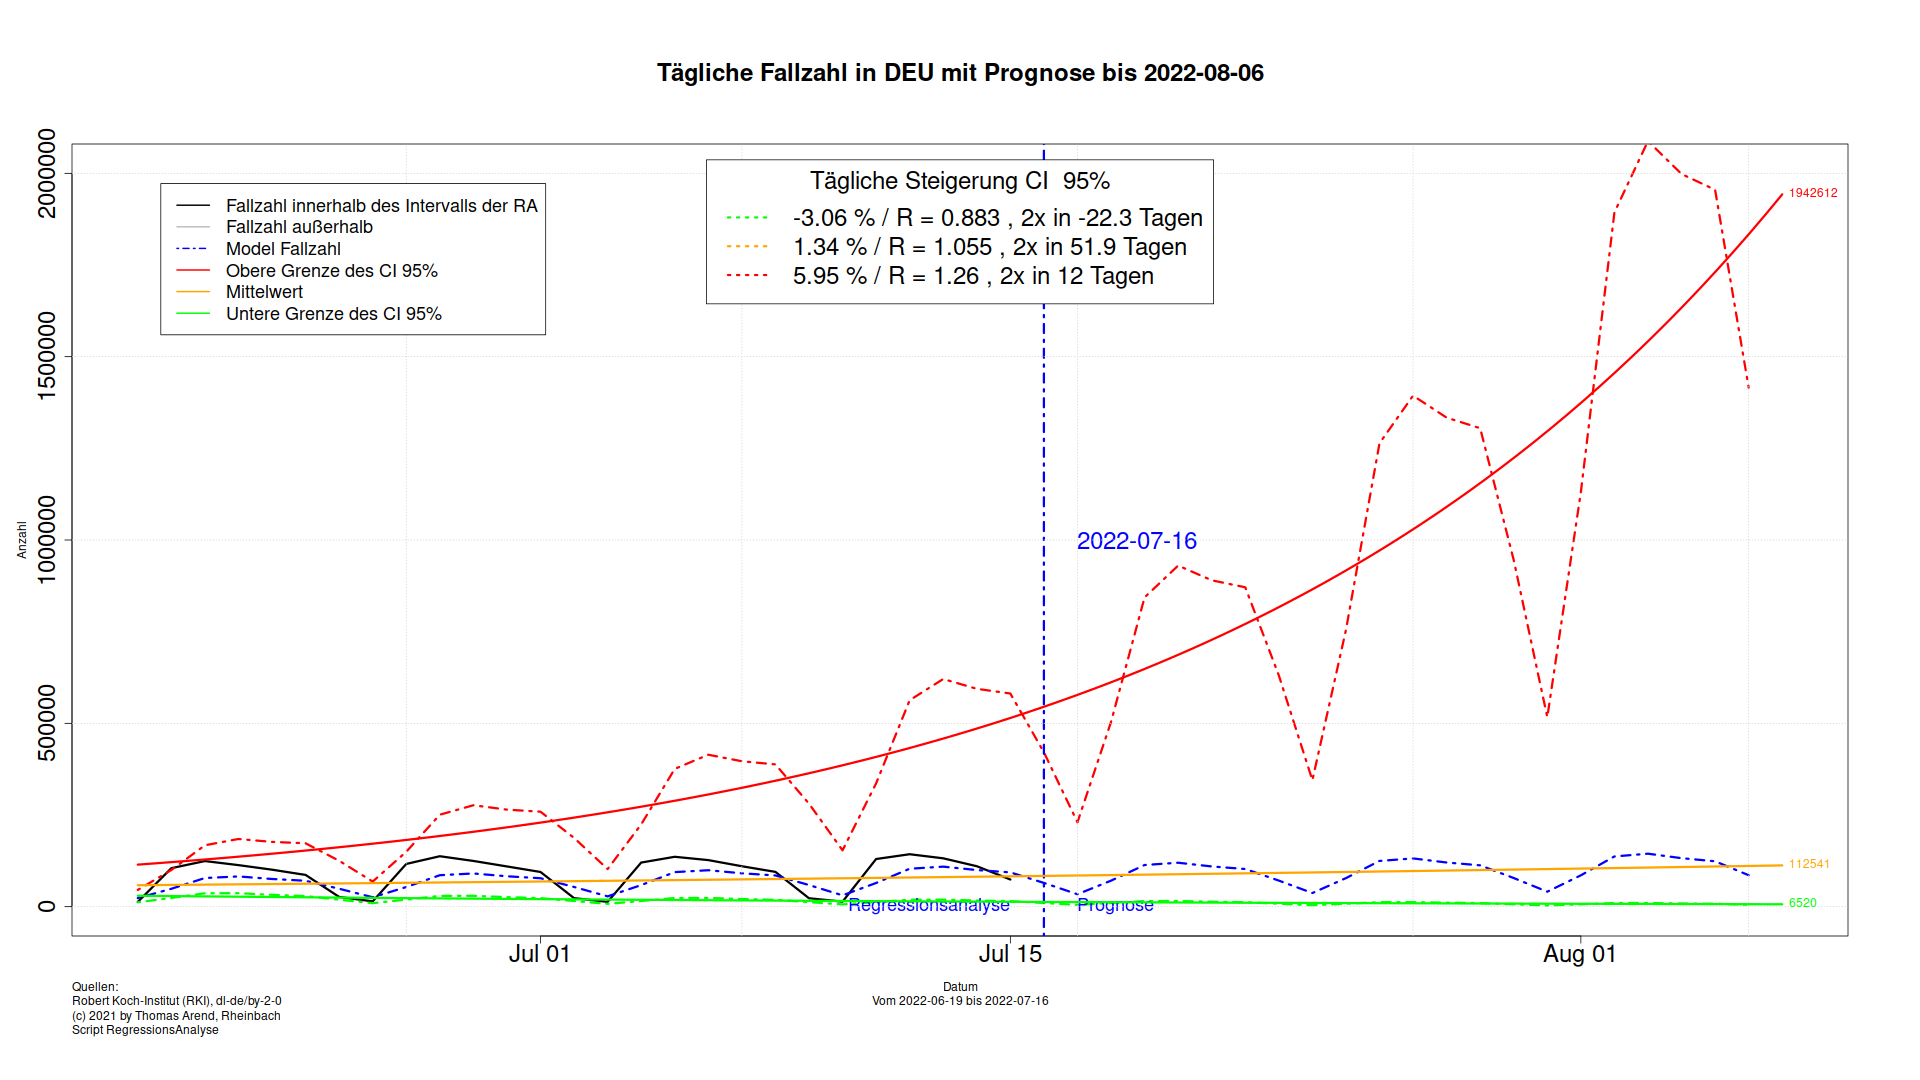 Tägliche Fallzahl in DEU mit Prognose bis 2022-08-06
Anzahl
2000000
1500000
1000000
500000
0
Fallzahl innerhalb des Intervalls der RA
Fallzahl außerhalb
Model Fallzahl
Obere Grenze des CI 95%
Mittelwert
Untere Grenze des CI 95%
Tägliche Steigerung CI 95%
-3.06 % / R = 0.883 , 2x in -22.3 Tagen
1.34 % / R = 1.055 , 2x in 51.9 Tagen
5.95 % / R = 1.26 , 2x in 12 Tagen
1942612
2022-07-16
112541
6520
Regressionsanalyse
Prognose
Jul 01
Jul 15
Aug 01
Datum
Vom 2022-06-19 bis 2022-07-16
Quellen:
Robert Koch-Institut (RKI), dl-de/by-2-0
(c) 2021 by Thomas Arend, Rheinbach
Script RegressionsAnalyse